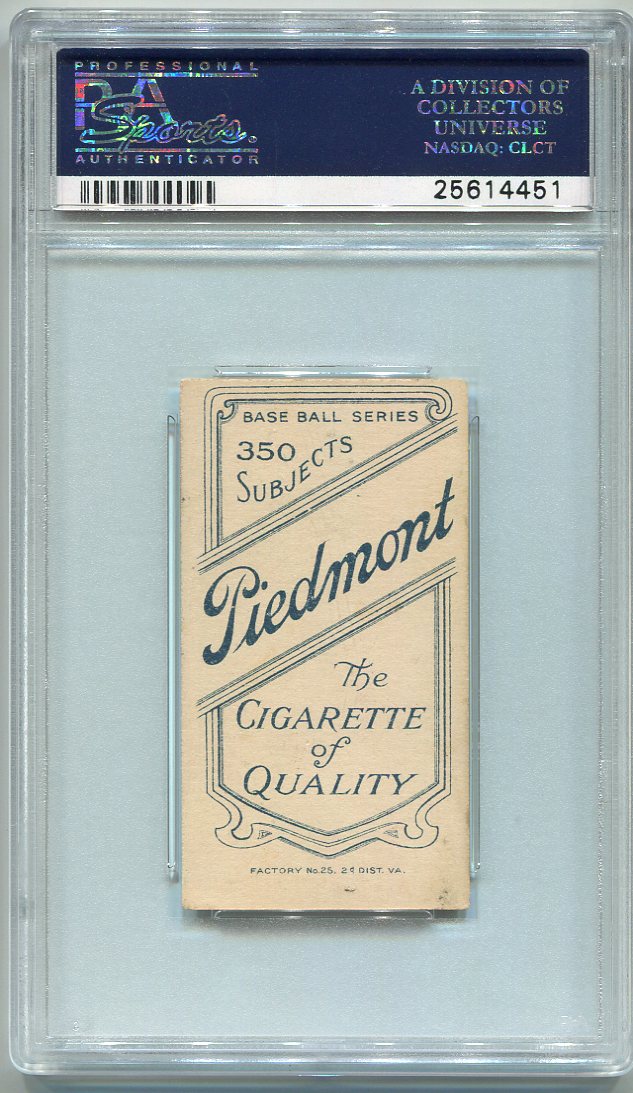 PROFESSIONAL
PSA
Sports.
AUTHENTICATOR
A DIVISION OF
COLLECTORS
UNIVERSE
NASDAQ: CLCT
25614451
BASE BALL SERIES
350
SUBJECTS
Piedmont
The
CIGARETTE
of
QUALITY
FACTORY No. 25, 2d DIST. VA.